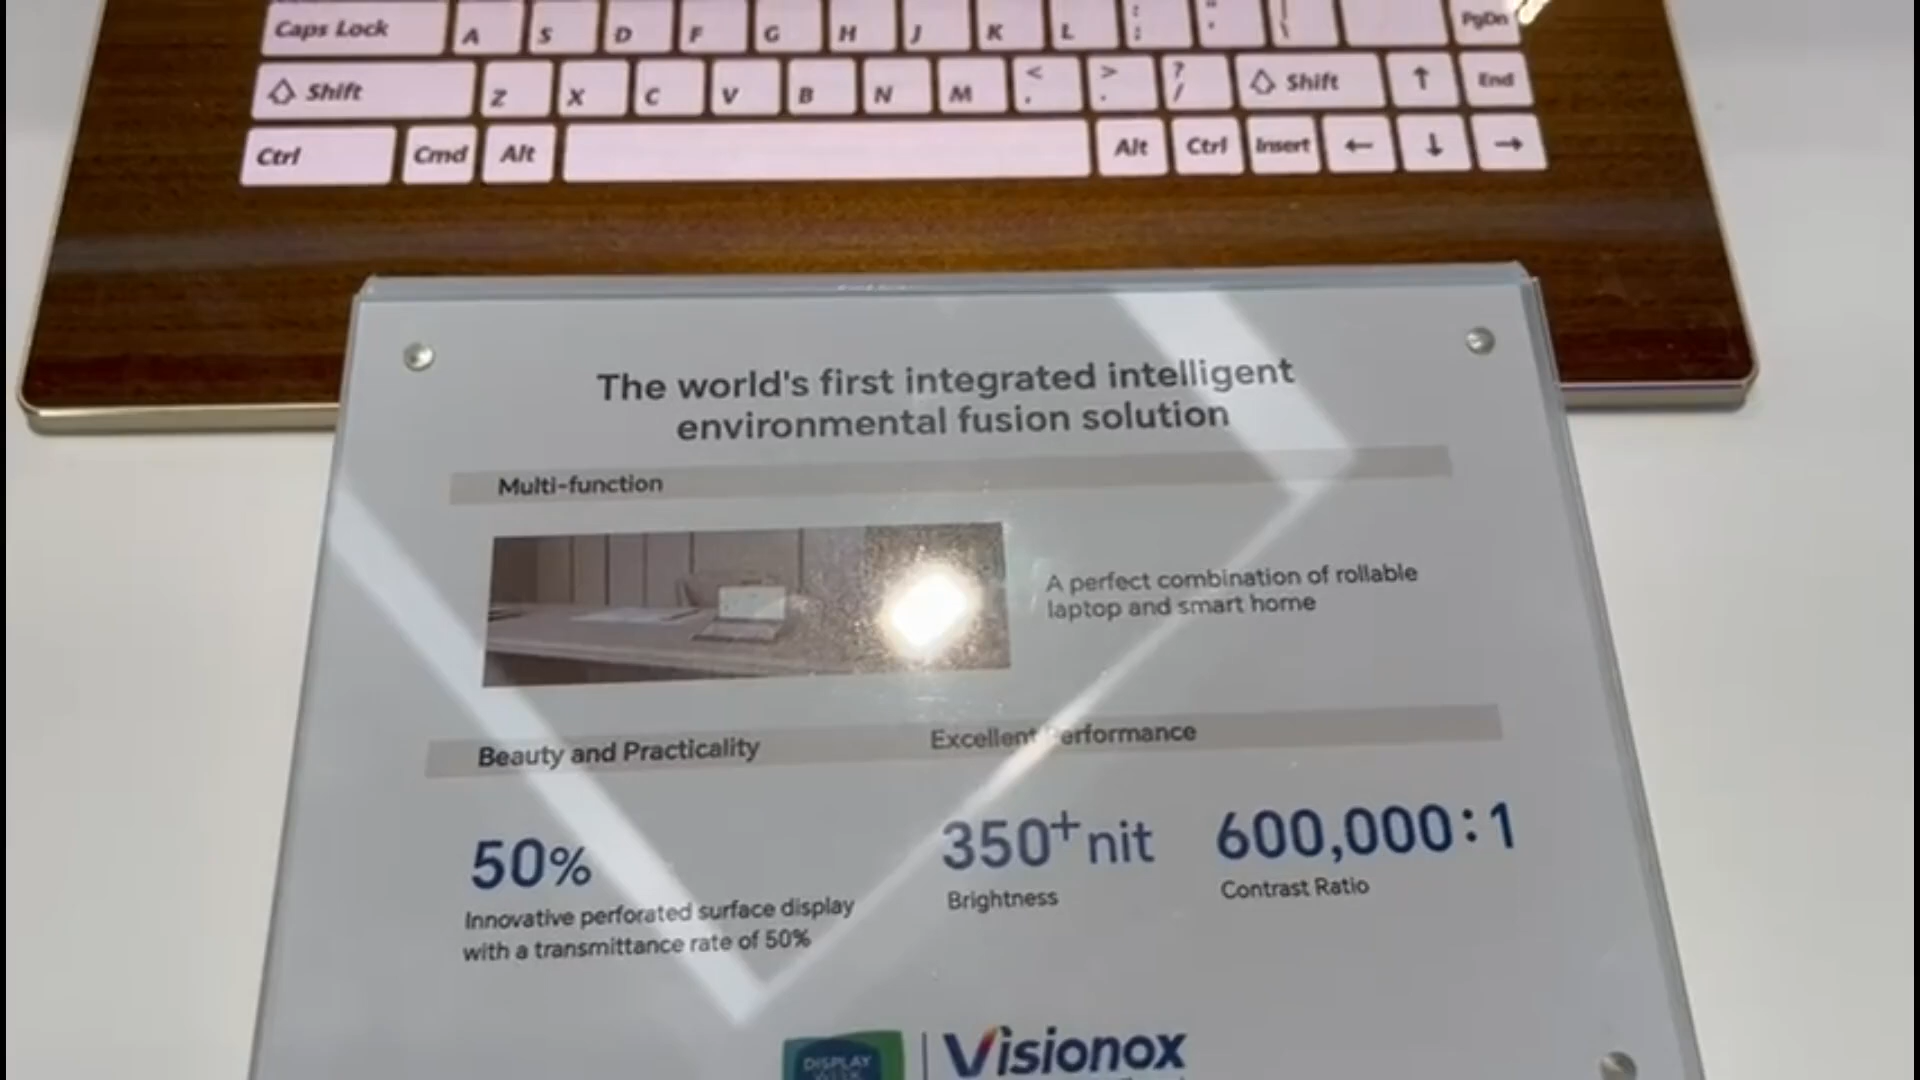 Caps Lock A S D F G H J K L : ; " ' | \ PgDn
Shift Z X C V B N M < , > . ? / Shift ↑ End
Ctrl Cmd Alt Alt Ctrl Insert ← ↓ →
The world's first integrated intelligent
environmental fusion solution
Multi-function
A perfect combination of rollable
laptop and smart home
Beauty and Practicality
Excellent Performance
50%
Innovative perforated surface display
with a transmittance rate of 50%
350+nit
Brightness
600,000:1
Contrast Ratio
DISPLAY
Visionox